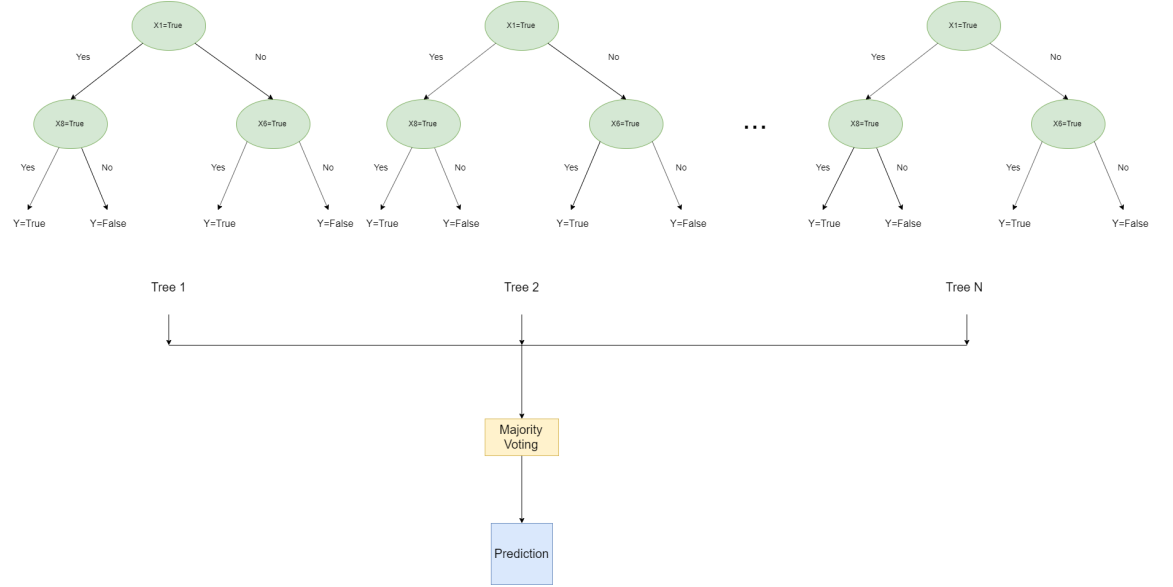 X1=True
X1=True
X1=True
Yes
No
Yes
No
Yes
No
X8=True
X6=True
X8=True
X6=True
...
X8=True
X6=True
Yes
No
Yes
No
Yes
No
Yes
No
Yes
No
Yes
No
Y=True
Y=False
Y=True
Y=False
Y=True
Y=False
Y=True
Y=False
Y=True
Y=False
Y=True
Y=False
Tree 1
Tree 2
Tree N
Majority
Voting
Prediction